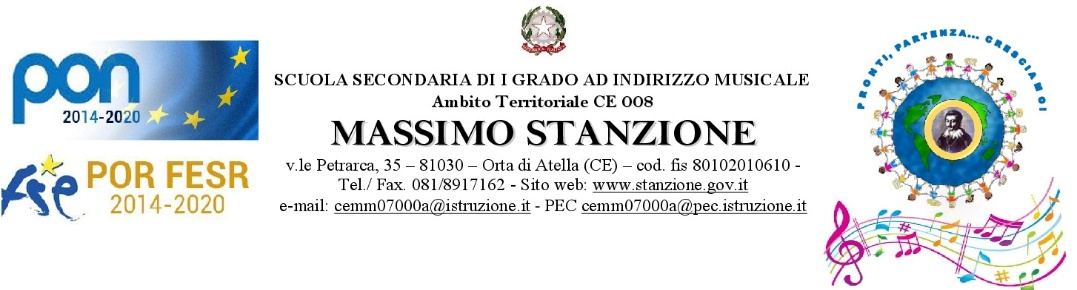 pon
2014-2020
fse
POR FESR
2014-2020
SCUOLA SECONDARIA DI I GRADO AD INDIRIZZO MUSICALE
Ambito Territoriale CE 008
MASSIMO STANZIONE
v.le Petrarca, 35 – 81030 – Orta di Atella (CE) – cod. fis 80102010610 -
Tel./ Fax. 081/8917162 - Sito web: www.stanzione.gov.it
e-mail: cemm07000a@istruzione.it - PEC cemm07000a@pec.istruzione.it
PRONTI, PARTENZA... CRESCIAMO!